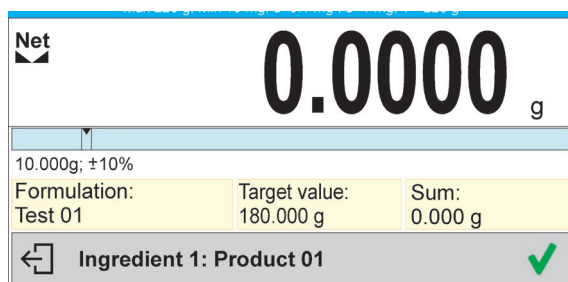 Net
0.0000 g
10.000g; ±10%
Formulation:
Test 01
Target value:
180.000 g
Sum:
0.000 g
Ingredient 1: Product 01